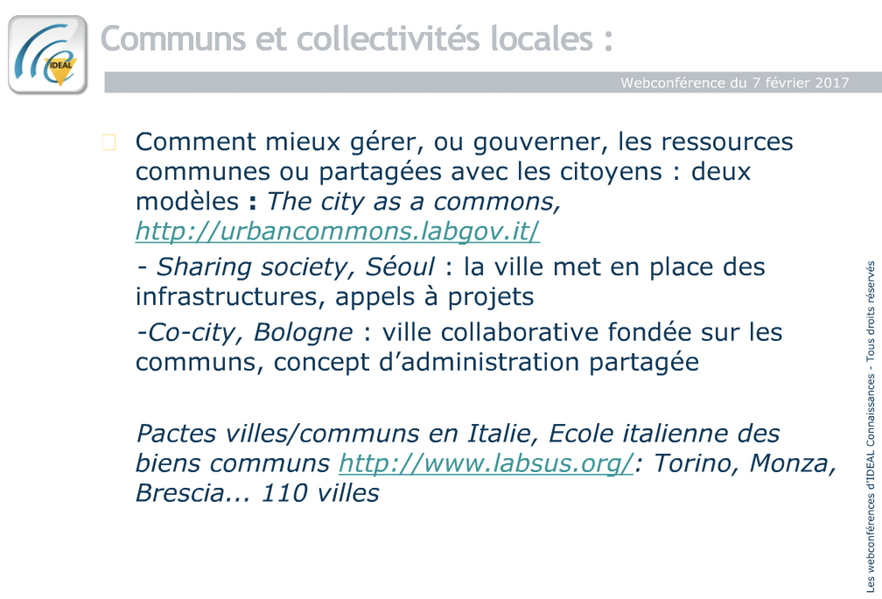 IDEAL
Communs et collectivités locales :
Webconférence du 7 février 2017
Comment mieux gérer, ou gouverner, les ressources
communes ou partagées avec les citoyens : deux
modèles : The city as a commons,
http://urbancommons.labgov.it/
- Sharing society, Séoul : la ville met en place des
infrastructures, appels à projets
-Co-city, Bologne : ville collaborative fondée sur les
communs, concept d’administration partagée
Pactes villes/communs en Italie, Ecole italienne des
biens communs http://www.labsus.org/: Torino, Monza,
Brescia... 110 villes
Les webconférences d’IDEAL Connaissances - Tous droits réservés